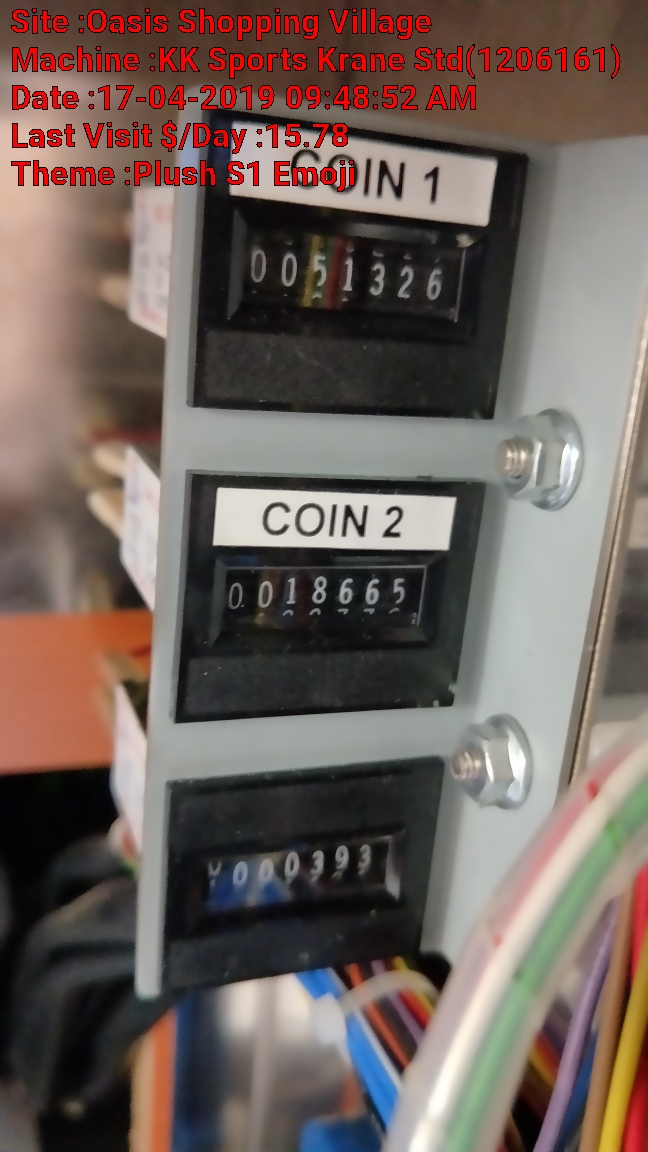 Site :Oasis Shopping Village
Machine :KK Sports Krane Std(1206161)
Date :17-04-2019 09:48:52 AM
Last Visit $/Day :15.78
Theme :Plush S1 Emoji
COIN 1
0051326
COIN 2
0018665
000393